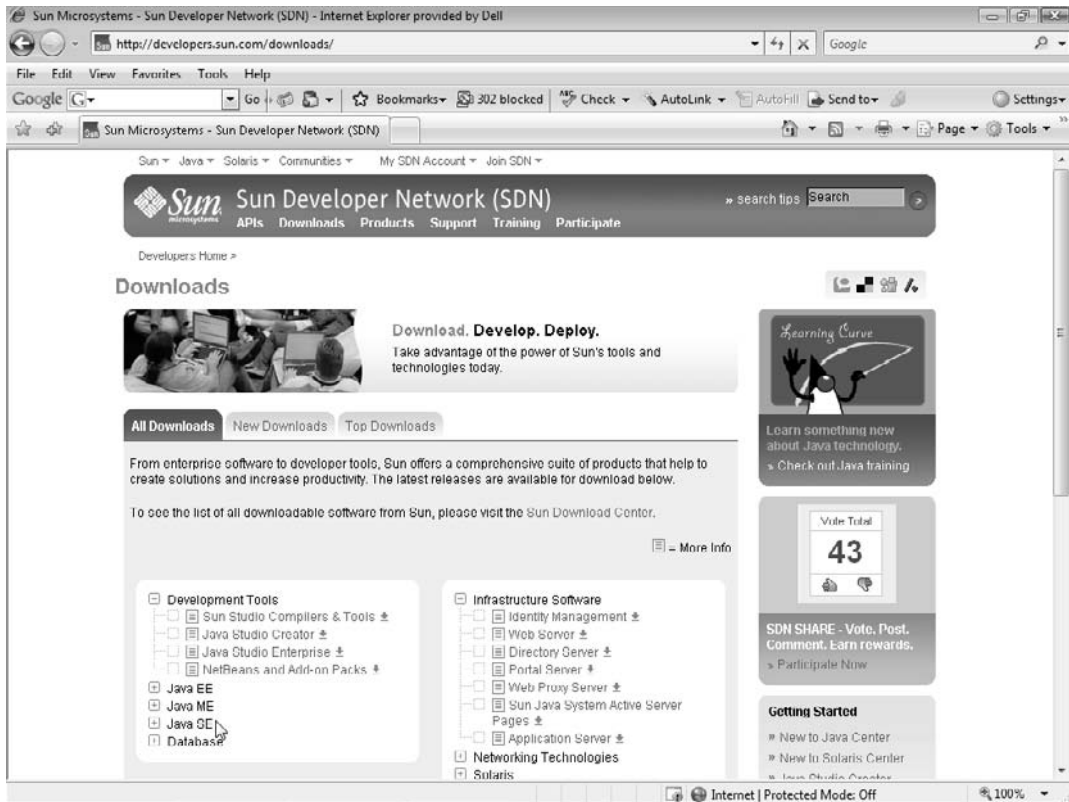 Sun Microsystems - Sun Developer Network (SDN) - Internet Explorer provided by Dell
http://developers.sun.com/downloads/
Google
File Edit View Favorites Tools Help
Google G Go Bookmarks 302 blocked Check AutoLink AutoFill Send to Settings
Sun Microsystems - Sun Developer Network (SDN)
Page Tools
Sun Java Solaris Communities My SDN Account Join SDN
Sun microsystems
Sun Developer Network (SDN)
» search tips Search
APIs Downloads Products Support Training Participate
Developers Home »
Downloads
Download. Develop. Deploy.
Take advantage of the power of Sun's tools and
technologies today.
Learning Curve
Learn something new
about Java technology.
» Check out Java training
All Downloads New Downloads Top Downloads
From enterprise software to developer tools, Sun offers a comprehensive suite of products that help to
create solutions and increase productivity. The latest releases are available for download below.
To see the list of all downloadable software from Sun, please visit the Sun Download Center.
= More Info
Development Tools
Sun Studio Compilers & Tools
Java Studio Creator
Java Studio Enterprise
NetBeans and Add-on Packs
Java EE
Java ME
Java SE
Database
Infrastructure Software
Identity Management
Web Server
Directory Server
Portal Server
Web Proxy Server
Sun Java System Active Server
Pages
Application Server
Networking Technologies
Solaris
Vote Total
43
SDN SHARE - Vote. Post.
Comment. Earn rewards.
» Participate Now
Getting Started
» New to Java Center
» New to Solaris Center
» Java Studio Creator
Internet | Protected Mode: Off
100%